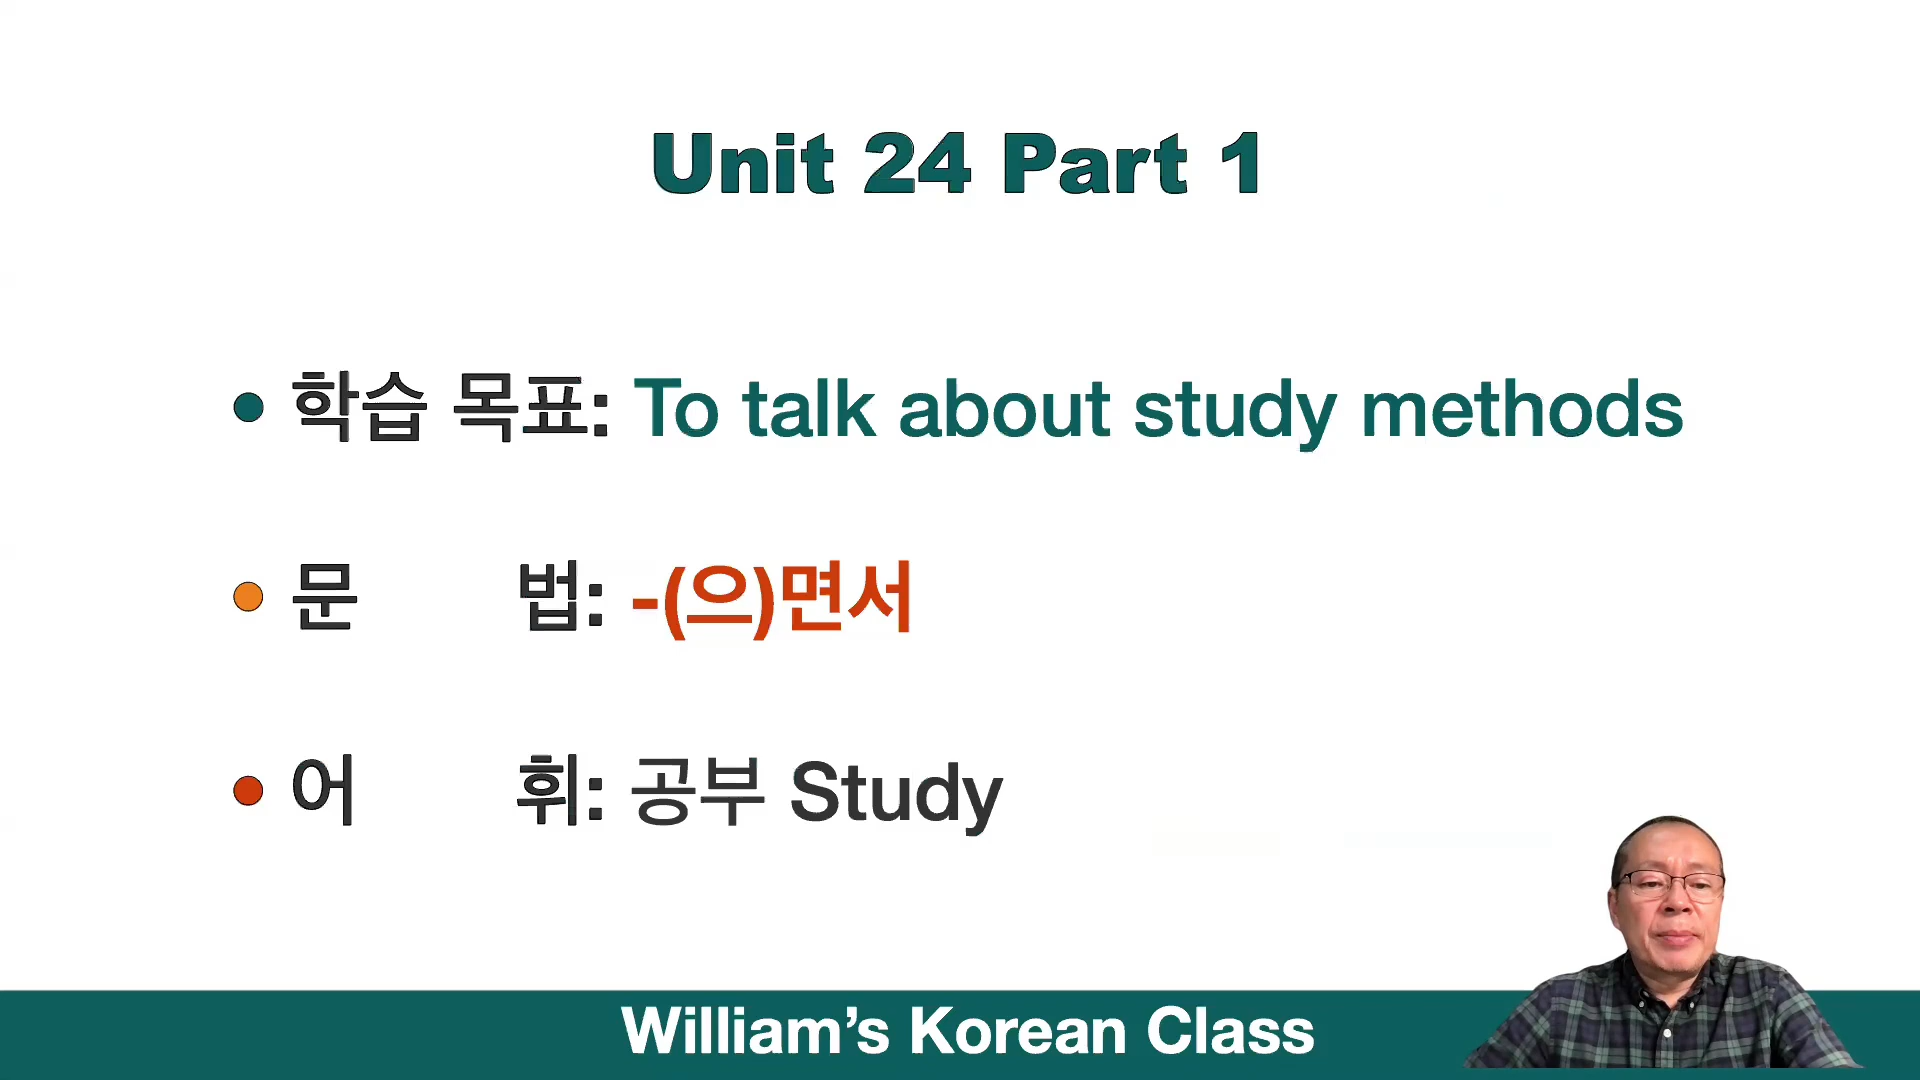 Unit 24 Part 1
• 학습 목표: To talk about study methods
• 문 법: -(으)면서
• 어 휘: 공부 Study
William’s Korean Class